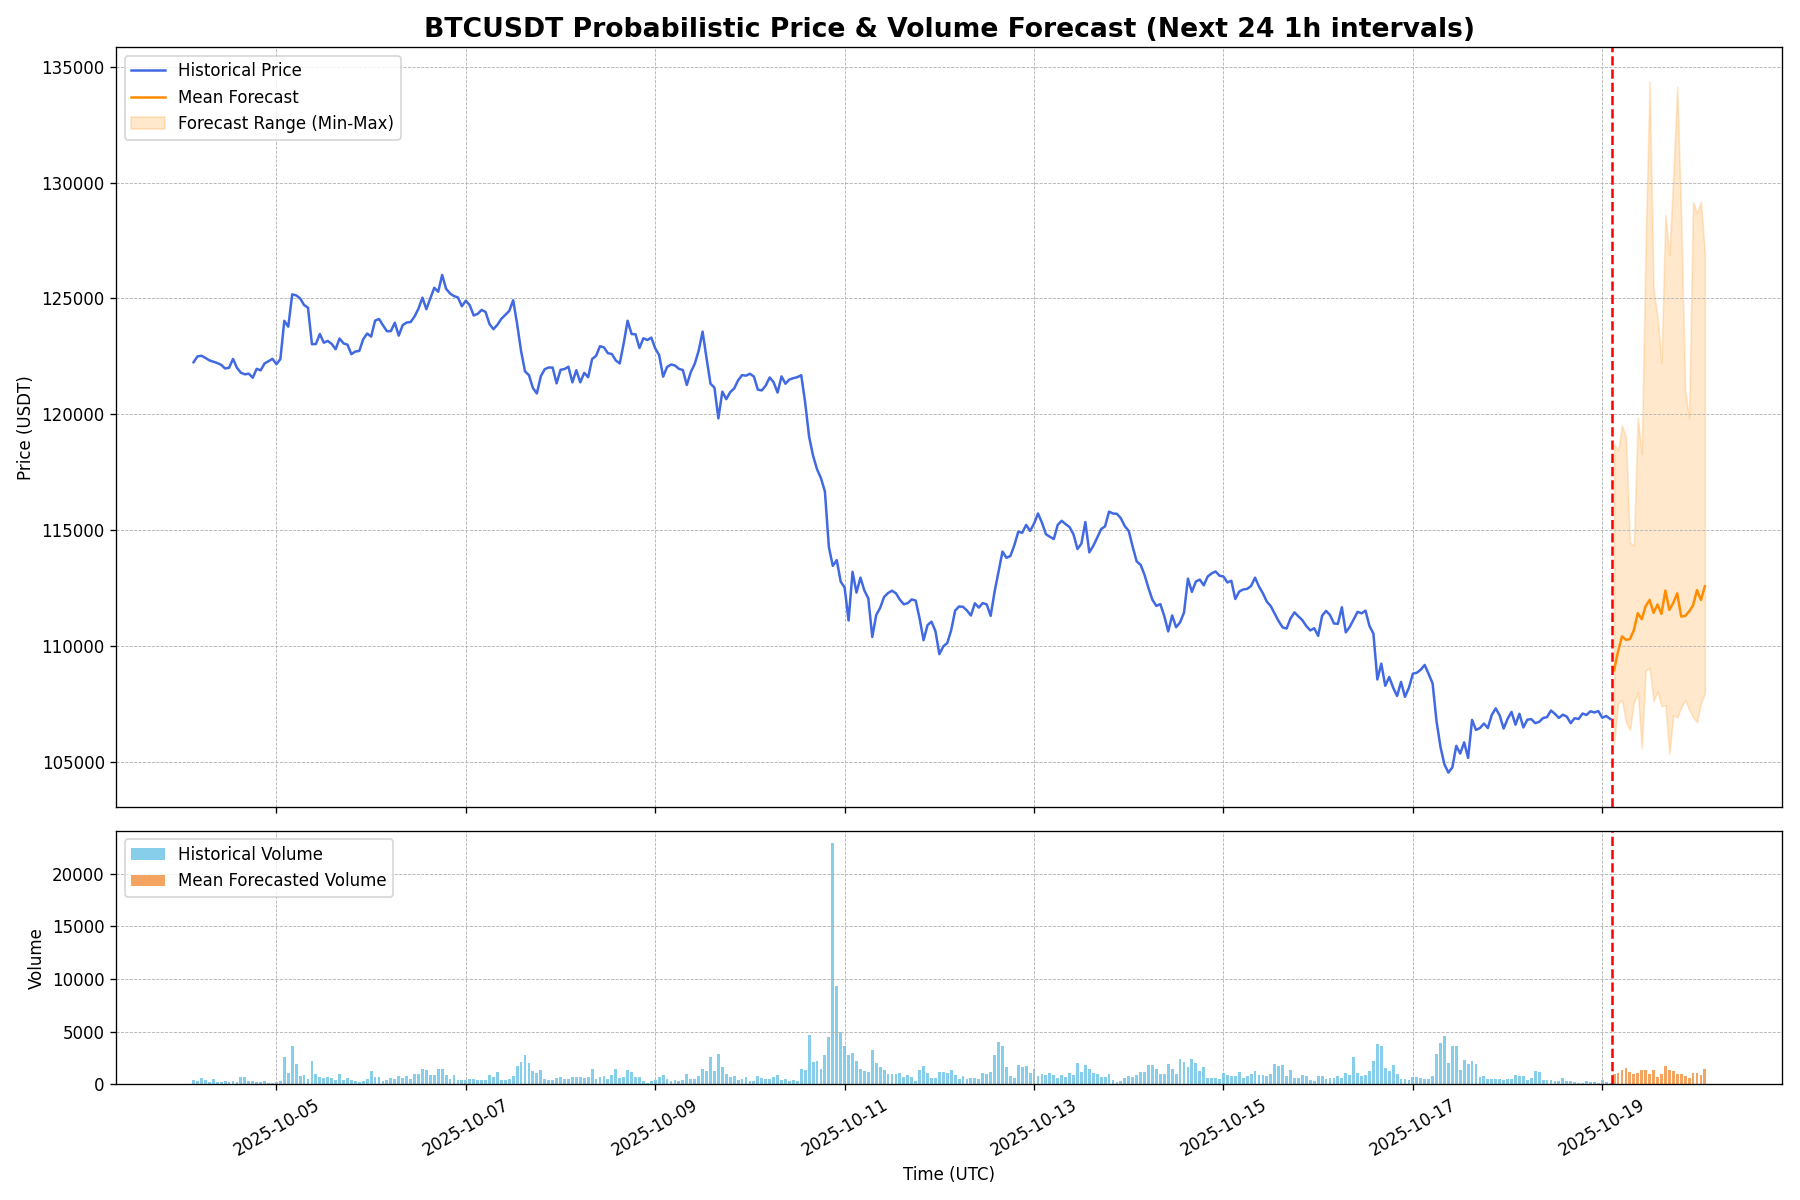 BTCUSDT Probabilistic Price & Volume Forecast (Next 24 1h intervals)
Historical Price
Mean Forecast
Forecast Range (Min-Max)
135000
130000
125000
120000
115000
110000
105000
Price (USDT)
Historical Volume
Mean Forecasted Volume
20000
15000
10000
5000
0
Volume
2025-10-05
2025-10-07
2025-10-09
2025-10-11
2025-10-13
2025-10-15
2025-10-17
2025-10-19
Time (UTC)